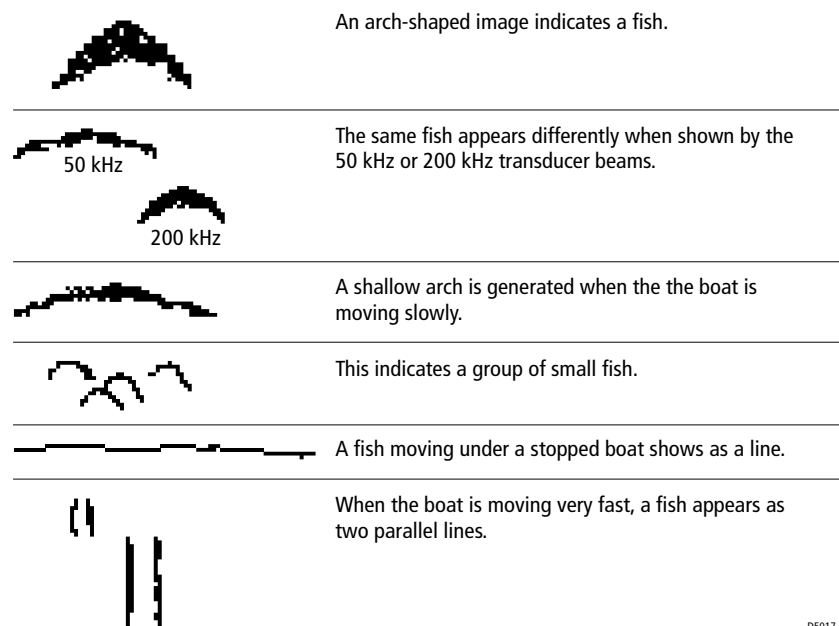 An arch-shaped image indicates a fish.
The same fish appears differently when shown by the
50 kHz or 200 kHz transducer beams.
50 kHz
200 kHz
A shallow arch is generated when the the boat is
moving slowly.
This indicates a group of small fish.
A fish moving under a stopped boat shows as a line.
When the boat is moving very fast, a fish appears as
two parallel lines.